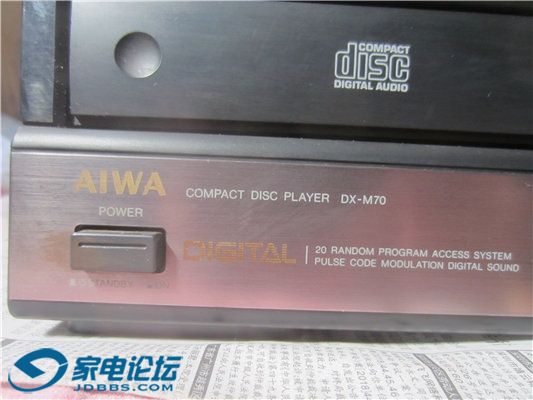 COMPACT
disc
DIGITAL AUDIO
AIWA
COMPACT DISC PLAYER DX-M70
POWER
DIGITAL
20 RANDOM PROGRAM ACCESS SYSTEM
PULSE CODE MODULATION DIGITAL SOUND
STANDBY ON
家电论坛
JDBBS.COM